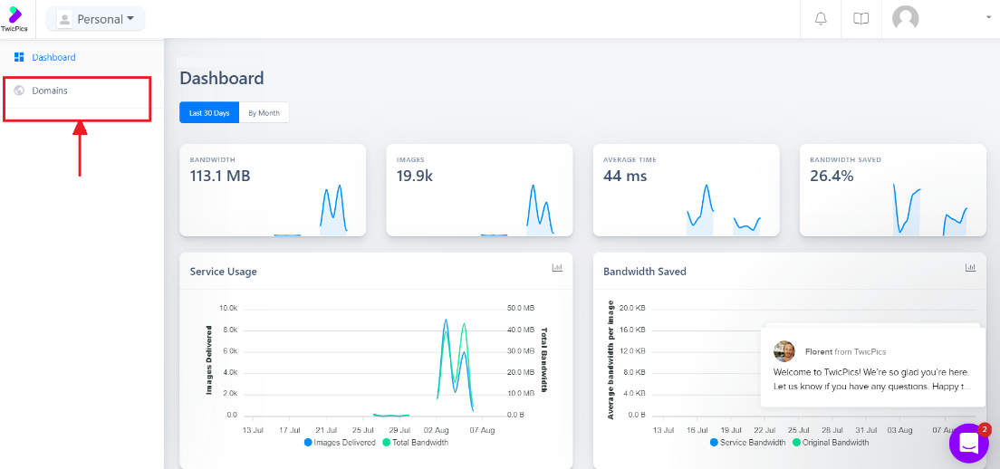 TwicPics
Personal
Dashboard
Domains
Dashboard
Last 30 Days
By Month
BANDWIDTH
113.1 MB
IMAGES
19.9k
AVERAGE TIME
44 ms
BANDWIDTH SAVED
26.4%
Service Usage
Images Delivered
10.0k
8.0k
6.0k
4.0k
2.0k
0.0
50.0 MB
40.0 MB
30.0 MB
20.0 MB
10.0 MB
0.0 B
Total Bandwidth
13 Jul 17 Jul 21 Jul 25 Jul 29 Jul 02 Aug 07 Aug
Images Delivered Total Bandwidth
Bandwidth Saved
Average bandwidth per image
20.0 KB
16.0 KB
12.0 KB
8.0 KB
4.0 KB
0.0 B
13 Jul 16 Jul 19 Jul 22 Jul 25 Jul 28 Jul 31 Jul 03 Aug 07 Aug
Service Bandwidth Original Bandwidth
Florent from TwicPics
Welcome to TwicPics! We're so glad you're here.
Let us know if you have any questions. Happy t...
2